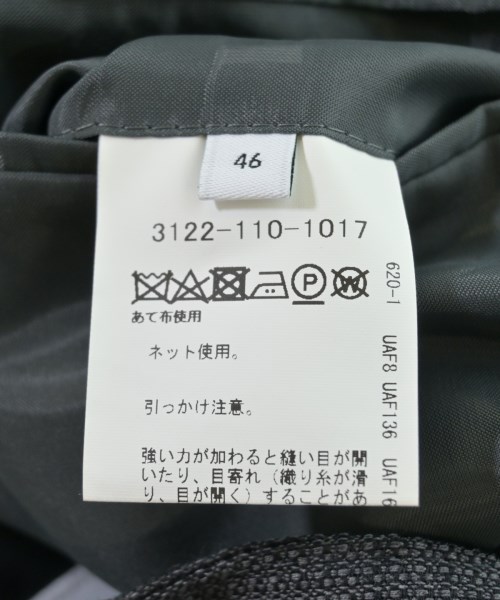 46
3122-110-1017
あて布使用
ネット使用。
引っかけ注意。
強い力が加わると縫い目が開
いたり、目寄れ（織り糸が滑
り、目が開く）することがあ
620-1 UAF8 UAF136 UAF16